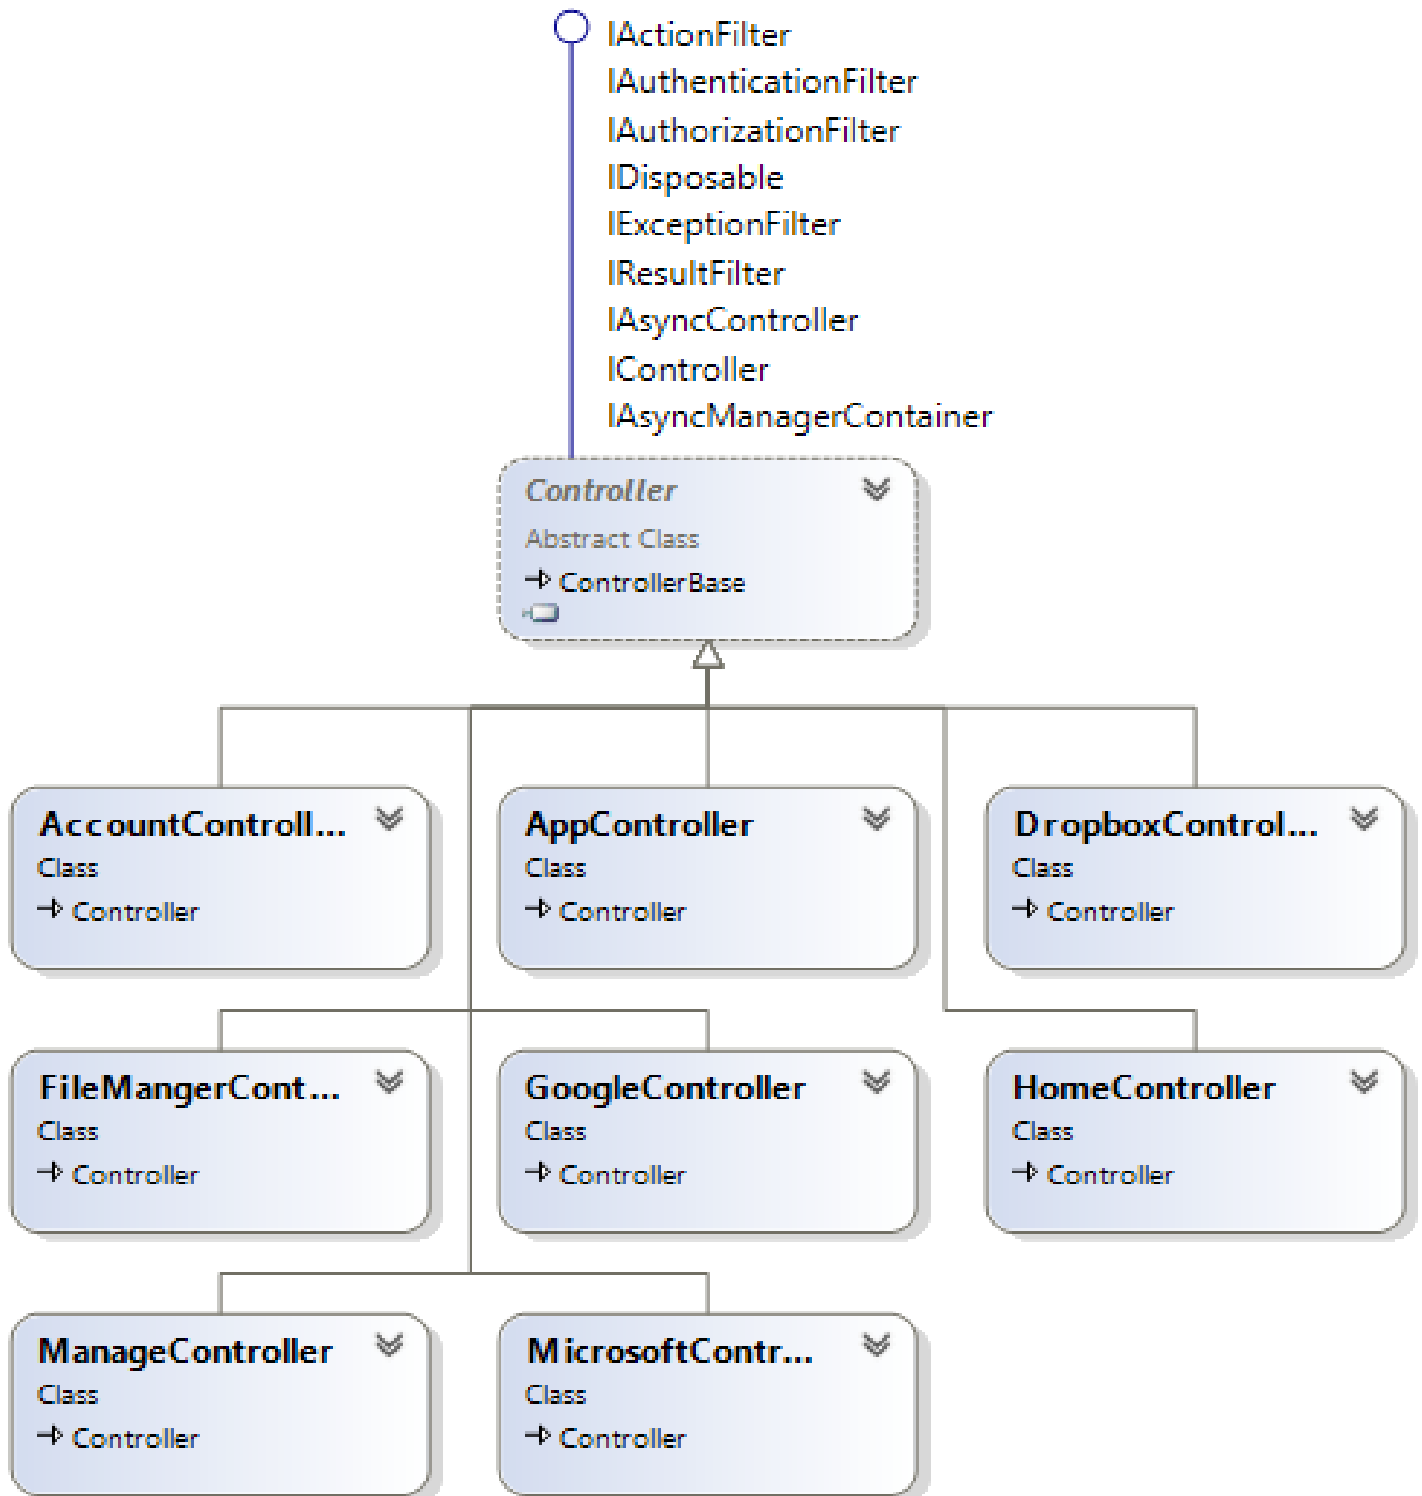 IActionFilter
IAuthenticationFilter
IAuthorizationFilter
IDisposable
IExceptionFilter
IResultFilter
IAsyncController
IController
IAsyncManagerContainer
Controller
Abstract Class
ControllerBase
AccountControll...
Class
Controller
AppController
Class
Controller
DropboxControl...
Class
Controller
FileMangerCont...
Class
Controller
GoogleController
Class
Controller
HomeController
Class
Controller
ManageController
Class
Controller
MicrosoftContr...
Class
Controller